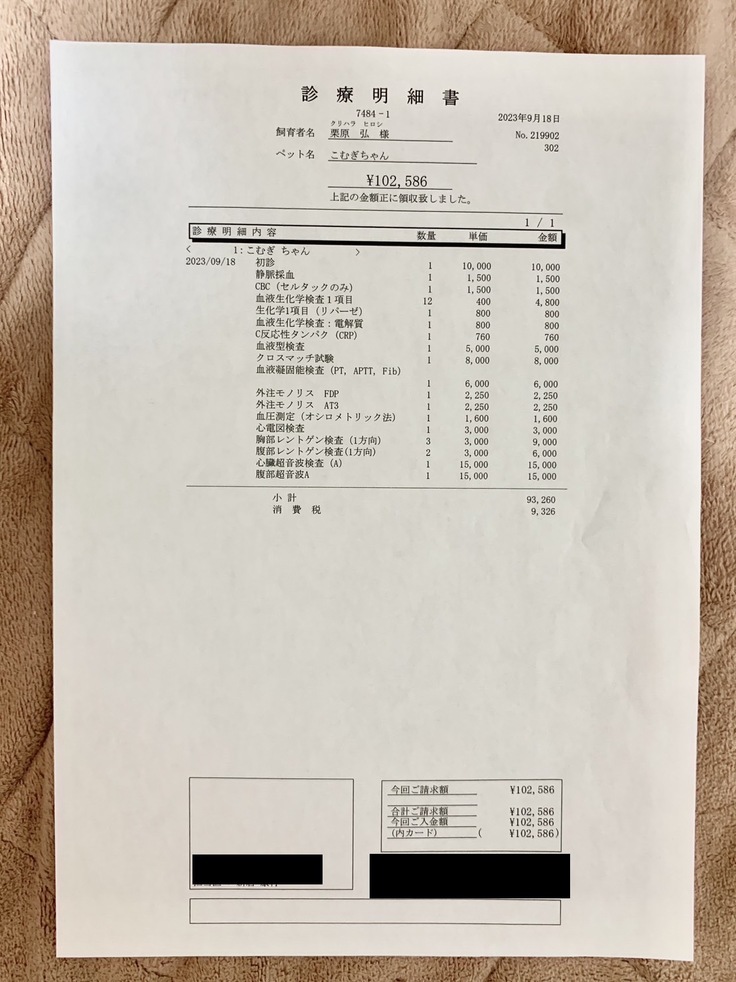 診療明細書
7484-1
2023年9月18日
クリハラ ヒロシ
飼育者名 栗原 弘 様
No.219902
302
ペット名 こむぎちゃん
¥102,586
上記の金額正に領収致しました。
1 / 1
診療明細内容 数量 単価 金額
< 1:こむぎ ちゃん >
2023/09/18 初診 1 10,000 10,000
静脈採血 1 1,500 1,500
CBC (セルタックのみ) 1 1,500 1,500
血液生化学検査1項目 12 400 4,800
生化学1項目 (リパーゼ) 1 800 800
血液生化学検査:電解質 1 800 800
C反応性タンパク (CRP) 1 760 760
血液型検査 1 5,000 5,000
クロスマッチ試験 1 8,000 8,000
血液凝固能検査 (PT, APTT, Fib)
1 6,000 6,000
外注モノリス FDP 1 2,250 2,250
外注モノリス AT3 1 2,250 2,250
血圧測定 (オシロメトリック法) 1 1,600 1,600
心電図検査 1 3,000 3,000
胸部レントゲン検査 (1方向) 3 3,000 9,000
腹部レントゲン検査(1方向) 2 3,000 6,000
心臓超音波検査 (A) 1 15,000 15,000
腹部超音波A 1 15,000 15,000
小計 93,260
消費税 9,326
今回ご請求額 ¥102,586
合計ご請求額 ¥102,586
今回ご入金額 ¥102,586
(内カード) ( ¥102,586)